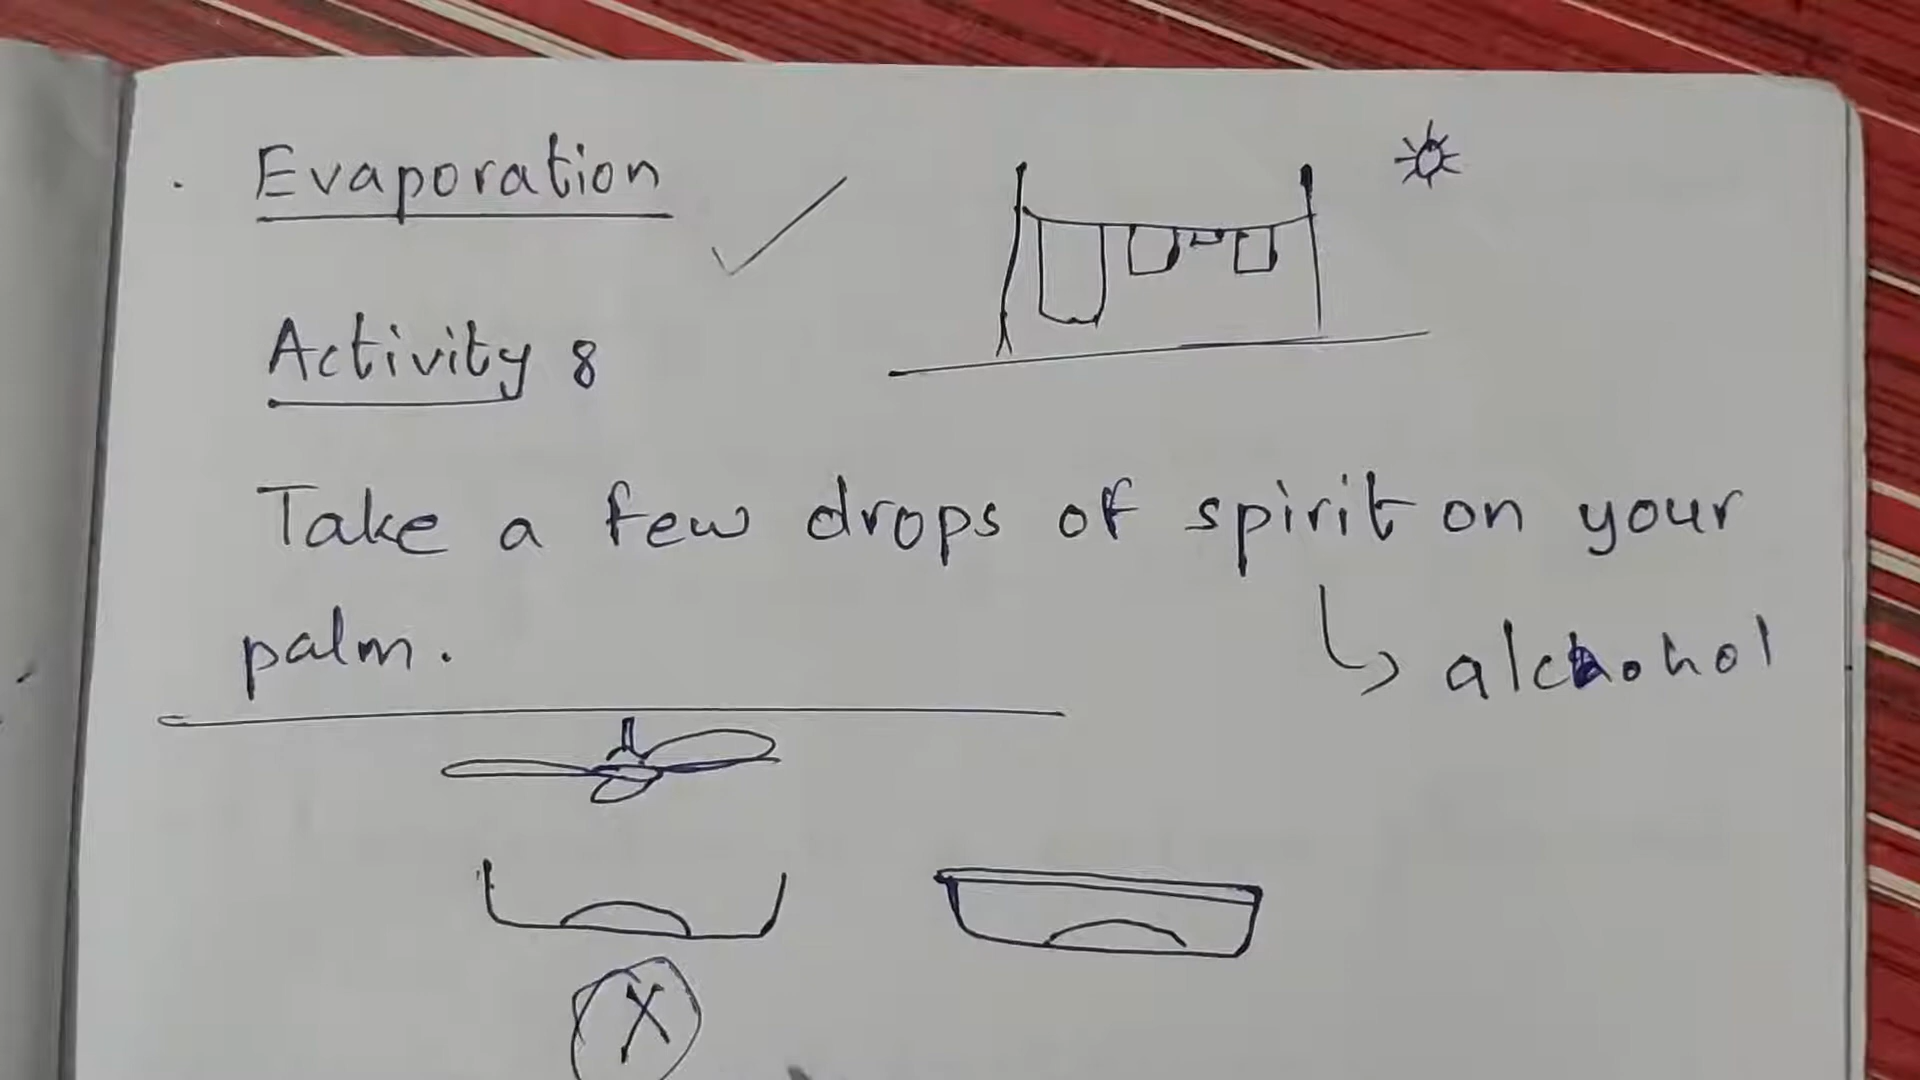 Evaporation
Activity 8
Take a few drops of spirit on your
palm.
alcohol
X